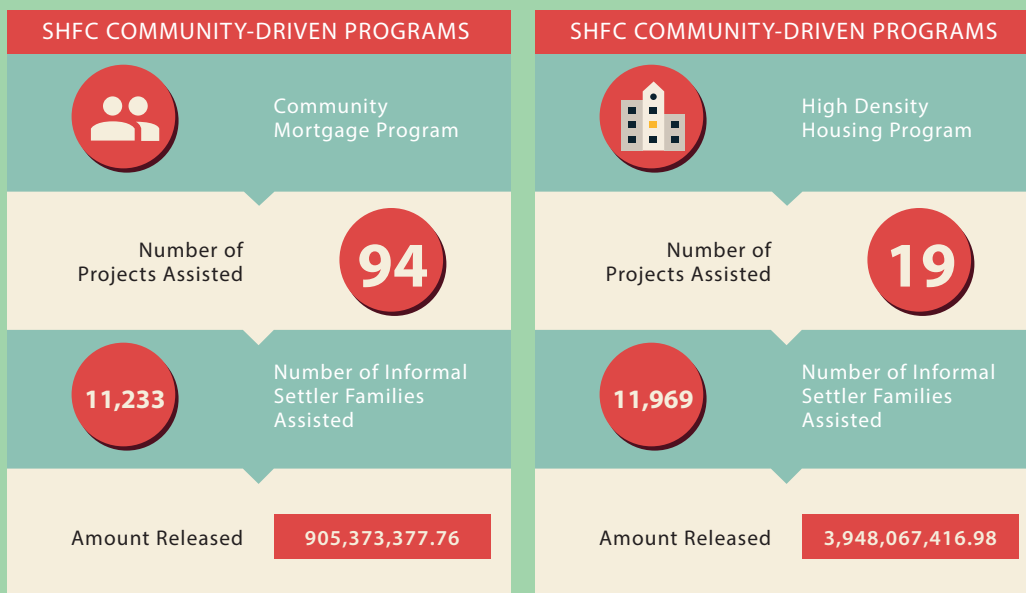 SHFC COMMUNITY-DRIVEN PROGRAMS
Community
Mortgage Program
Number of
Projects Assisted
94
11,233
Number of Informal
Settler Families
Assisted
Amount Released
905,373,377.76
SHFC COMMUNITY-DRIVEN PROGRAMS
High Density
Housing Program
Number of
Projects Assisted
19
11,969
Number of Informal
Settler Families
Assisted
Amount Released
3,948,067,416.98